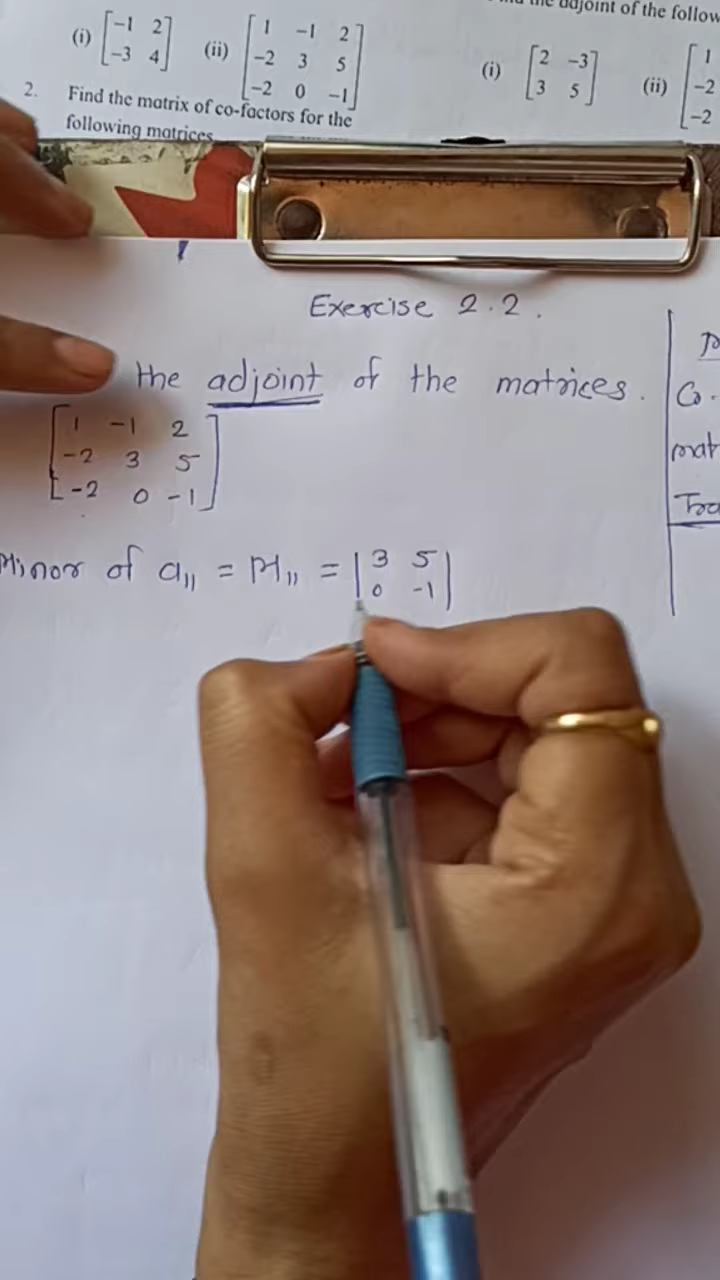 the adjoint of the follow
(i) [-1 2
-3 4] (ii) [1 -1 2
-2 3 5
-2 0 -1]
(i) [2 -3
3 5] (ii) [1
-2
-2
2. Find the matrix of co-factors for the
following matrices
Exercise 2.2.
the adjoint of the matrices.
[1 -1 2
-2 3 5
-2 0 -1]
Minor of a11 = M11 = |3 5
0 -1|
Co-
mat